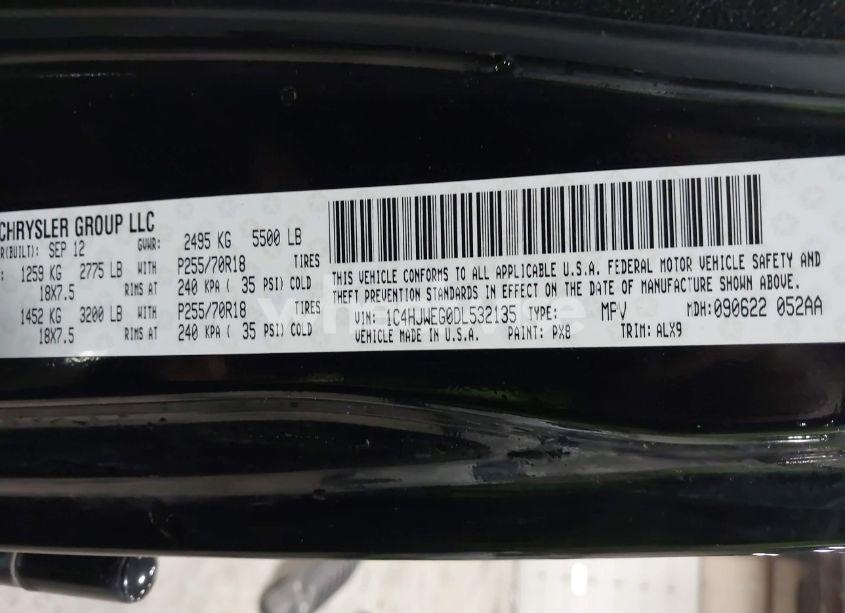 CHRYSLER GROUP LLC
R(BUILT): SEP 12 GVWR: 2495 KG 5500 LB
: 1259 KG 2775 LB WITH P255/70R18 TIRES
18X7.5 RIMS AT 240 KPA ( 35 PSI) COLD
1452 KG 3200 LB WITH P255/70R18 TIRES
18X7.5 RIMS AT 240 KPA ( 35 PSI) COLD
THIS VEHICLE CONFORMS TO ALL APPLICABLE U.S.A. FEDERAL MOTOR VEHICLE SAFETY AND
THEFT PREVENTION STANDARDS IN EFFECT ON THE DATE OF MANUFACTURE SHOWN ABOVE.
VIN: 1C4HJWEG0DL532135 TYPE: MPV MDH:090622 052AA
VEHICLE MADE IN U.S.A. PAINT: PX8 TRIM: ALX9